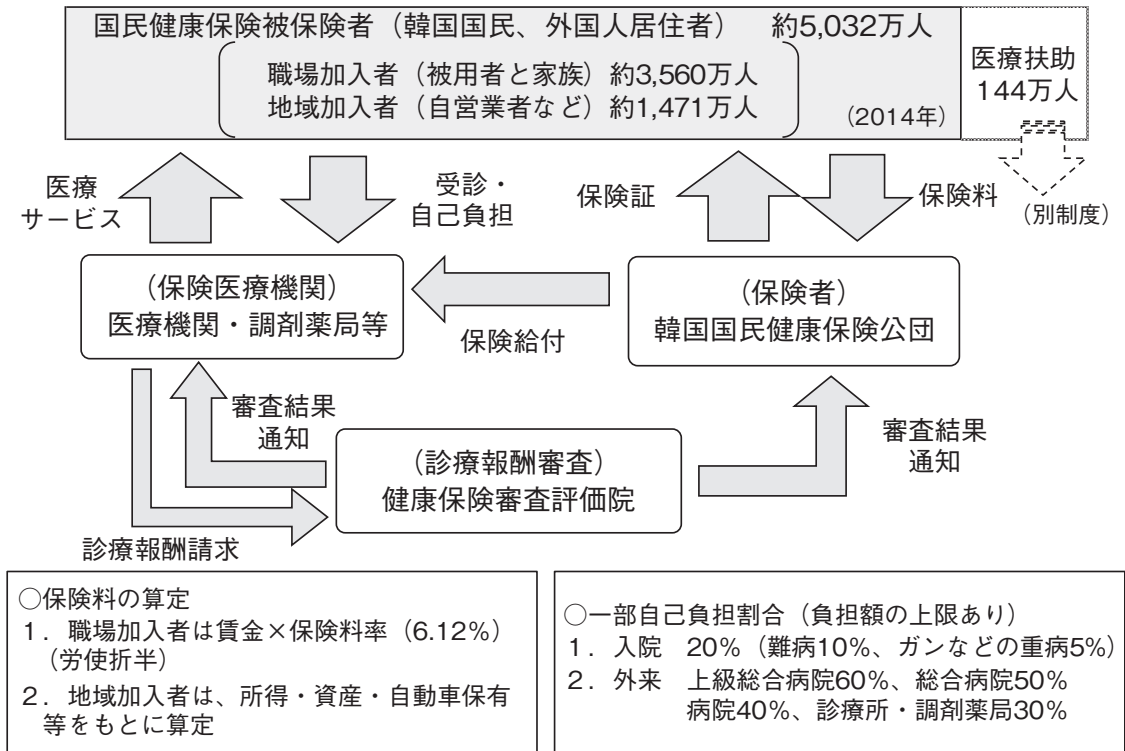 国民健康保険被保険者（韓国国民、外国人居住者）　約5,032万人
職場加入者（被用者と家族）約3,560万人
地域加入者（自営業者など）約1,471万人
（2014年）
医療扶助
144万人
（別制度）
医療
サービス
受診・
自己負担
保険証
保険料
（保険医療機関）
医療機関・調剤薬局等
保険給付
（保険者）
韓国国民健康保険公団
審査結果
通知
（診療報酬審査）
健康保険審査評価院
審査結果
通知
診療報酬請求
○保険料の算定
1．職場加入者は賃金×保険料率（6.12%）
（労使折半）
2．地域加入者は、所得・資産・自動車保有
等をもとに算定
○一部自己負担割合（負担額の上限あり）
1．入院　20%（難病10%、ガンなどの重病5%）
2．外来　上級総合病院60%、総合病院50%
病院40%、診療所・調剤薬局30%